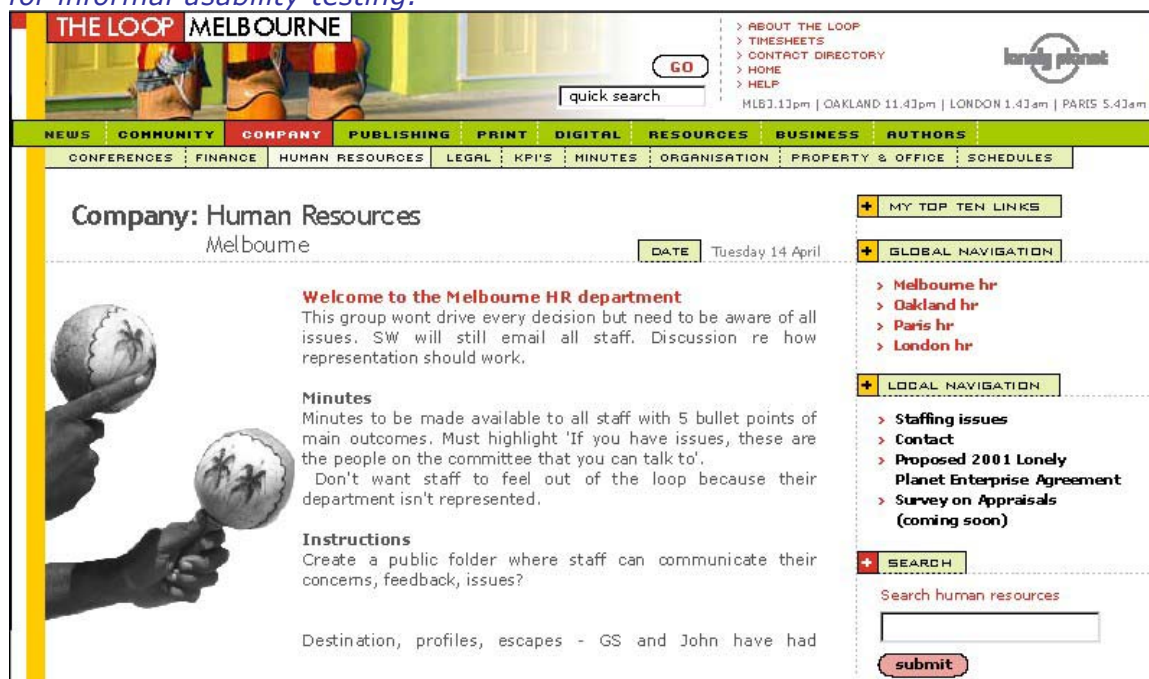 for informal usability testing.
THE LOOP MELBOURNE
> ABOUT THE LOOP
> TIMESHEETS
> CONTACT DIRECTORY
> HOME
> HELP
GO
quick search
lonely planet
MLB3.13pm | OAKLAND 11.43pm | LONDON 1.43am | PARIS 5.43am
NEWS COMMUNITY COMPANY PUBLISHING PRINT DIGITAL RESOURCES BUSINESS AUTHORS
CONFERENCES FINANCE HUMAN RESOURCES LEGAL KPI'S MINUTES ORGANISATION PROPERTY & OFFICE SCHEDULES
Company: Human Resources
Melbourne
DATE Tuesday 14 April
Welcome to the Melbourne HR department
This group wont drive every decision but need to be aware of all
issues. SW will still email all staff. Discussion re how
representation should work.
Minutes
Minutes to be made available to all staff with 5 bullet points of
main outcomes. Must highlight 'If you have issues, these are
the people on the committee that you can talk to'.
Don't want staff to feel out of the loop because their
department isn't represented.
Instructions
Create a public folder where staff can communicate their
concerns, feedback, issues?
Destination, profiles, escapes - GS and John have had
+ MY TOP TEN LINKS
+ GLOBAL NAVIGATION
> Melbourne hr
> Oakland hr
> Paris hr
> London hr
+ LOCAL NAVIGATION
> Staffing issues
> Contact
> Proposed 2001 Lonely
Planet Enterprise Agreement
> Survey on Appraisals
(coming soon)
+ SEARCH
Search human resources
submit